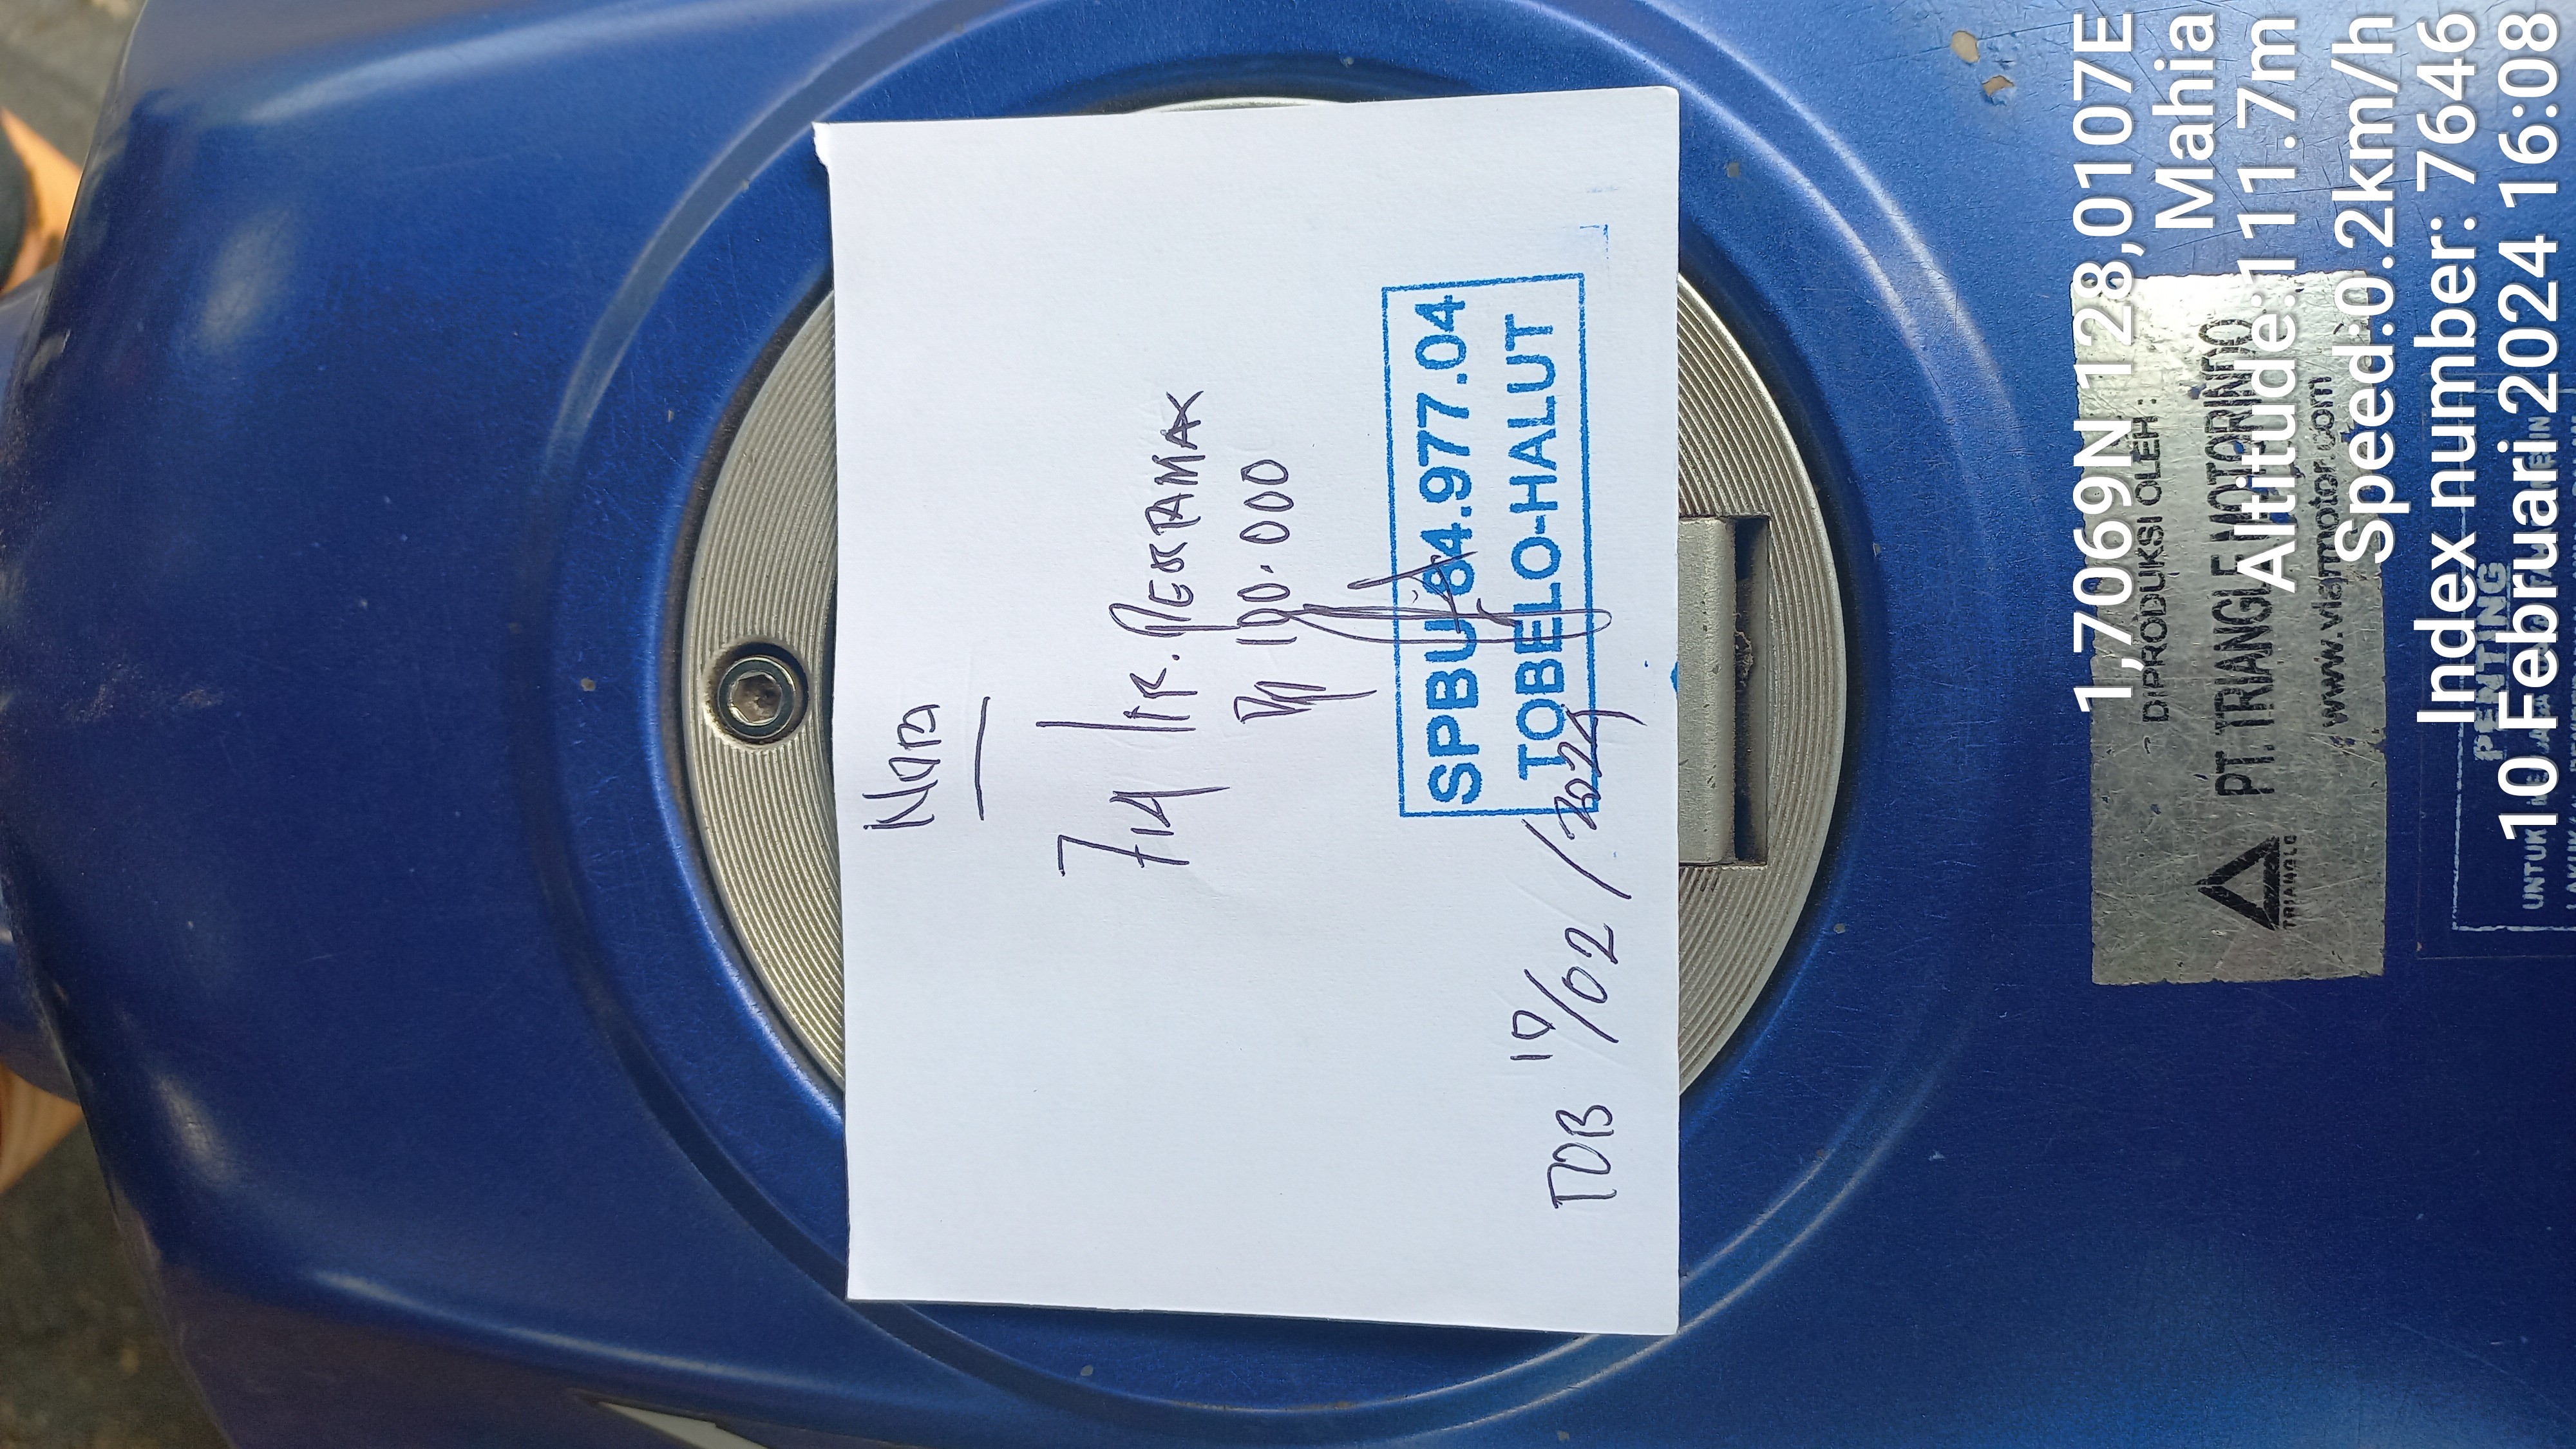 Nota
7,14 Ltr. PERTAMAX
Rp 100.000
SPBU 84.977.04
TOBELO-HALUT
TOB 10/02/2024
DIPRODUKSI OLEH :
PT. TRIANGLE MOTORINDO
www.viarmotor.com
TRIANGLE
PENTING
UNTUK
1,7069N 128,0107E
Mahia
Altitude:111.7m
Speed:0.2km/h
Index number: 7646
10 Februari 2024 16:08